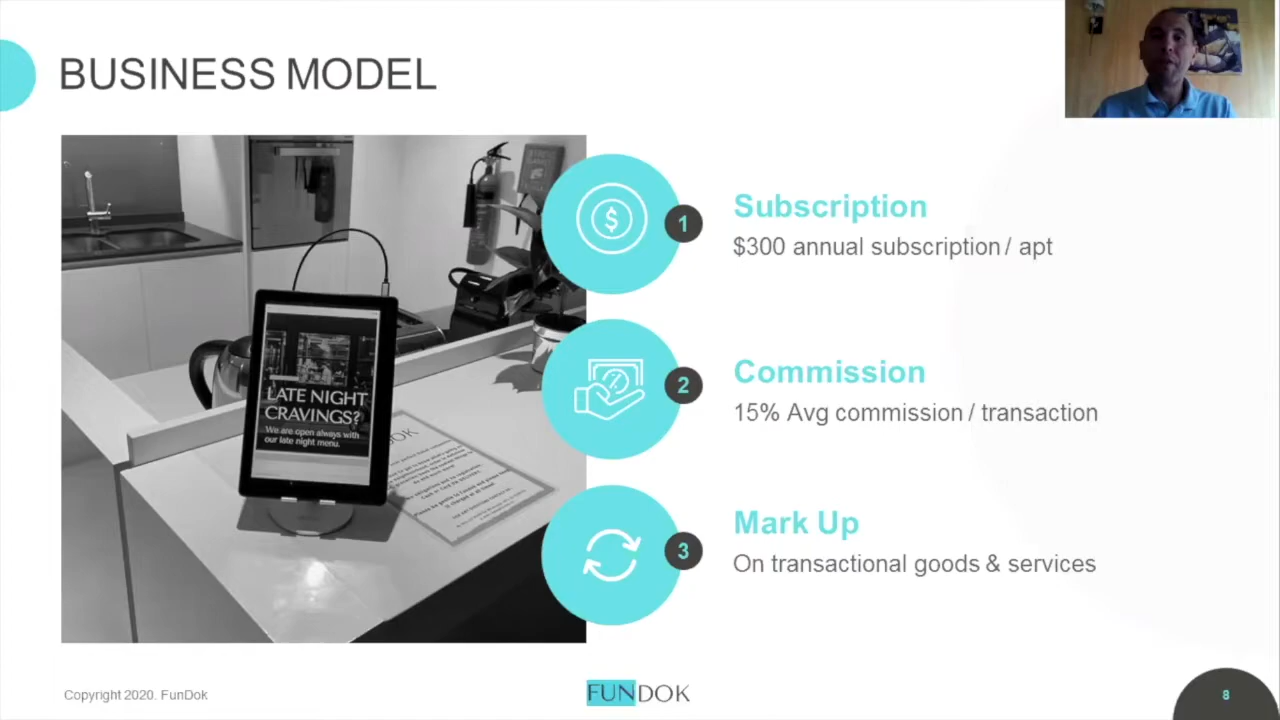 BUSINESS MODEL
1
Subscription
$300 annual subscription / apt
2
Commission
15% Avg commission / transaction
3
Mark Up
On transactional goods & services
LATE NIGHT
CRAVINGS?
We are open always with
our late night menu.
Copyright 2020. FunDok
FUNDOK
8